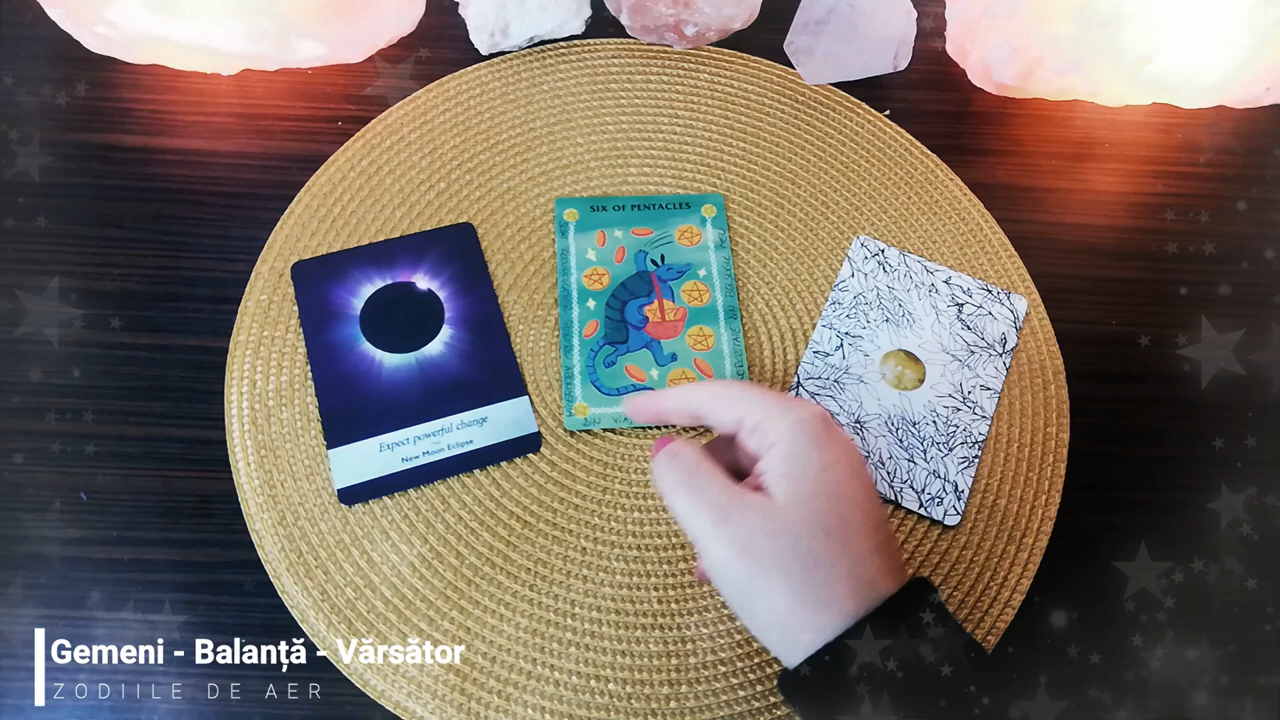 SIX OF PENTACLES
Expect powerful change
New Moon Eclipse
Gemeni - Balanță - Vărsător
ZODIILE DE AER